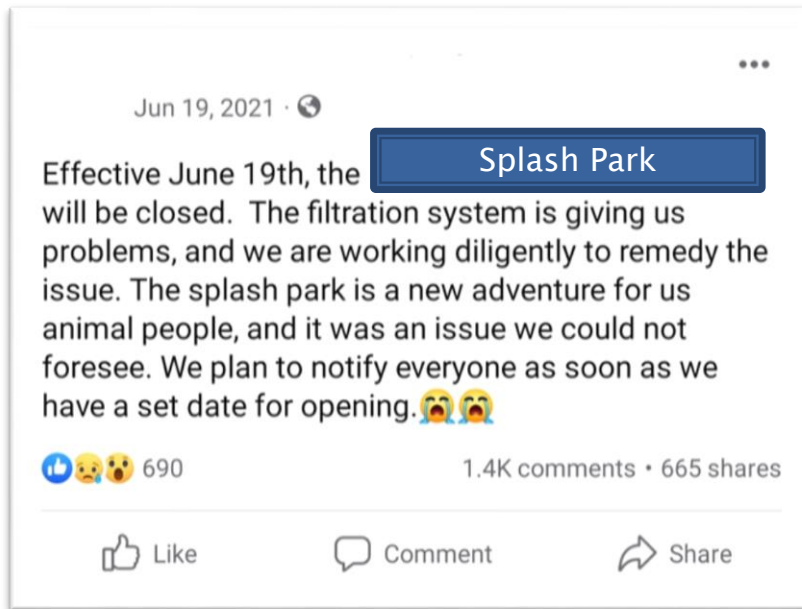 Jun 19, 2021 ·
Effective June 19th, the Splash Park
will be closed. The filtration system is giving us
problems, and we are working diligently to remedy the
issue. The splash park is a new adventure for us
animal people, and it was an issue we could not
foresee. We plan to notify everyone as soon as we
have a set date for opening.😭😭
690 1.4K comments • 665 shares
Like Comment Share